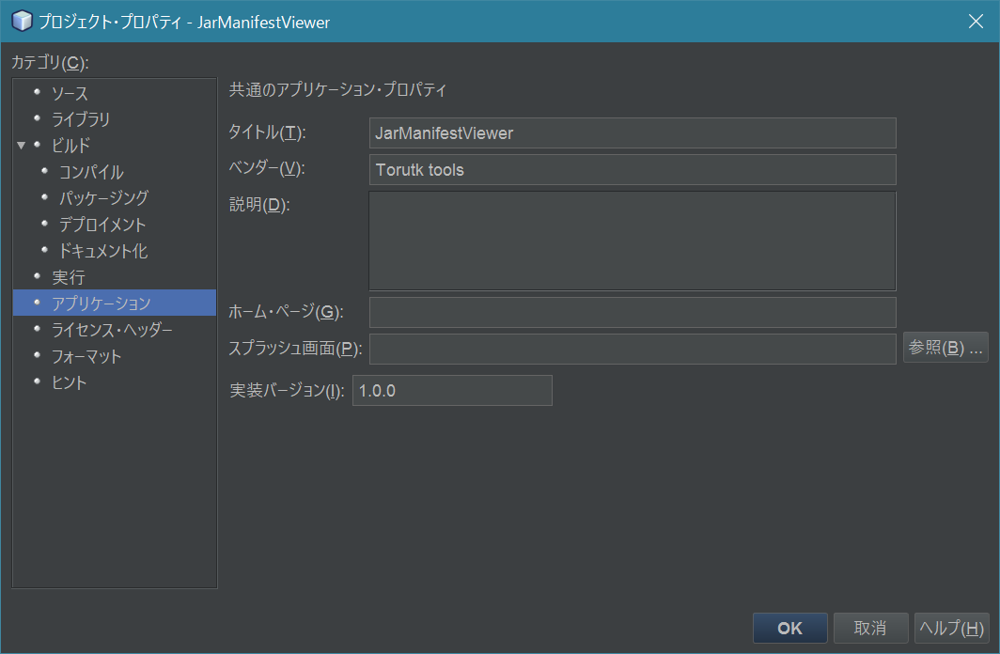 プロジェクト・プロパティ - JarManifestViewer
カテゴリ(C):
ソース
ライブラリ
ビルド
コンパイル
パッケージング
デプロイメント
ドキュメント化
実行
アプリケーション
ライセンス・ヘッダー
フォーマット
ヒント
共通のアプリケーション・プロパティ
タイトル(T): JarManifestViewer
ベンダー(V): Torutk tools
説明(D):
ホーム・ページ(G):
スプラッシュ画面(P): 参照(B) ...
実装バージョン(I): 1.0.0
OK 取消 ヘルプ(H)